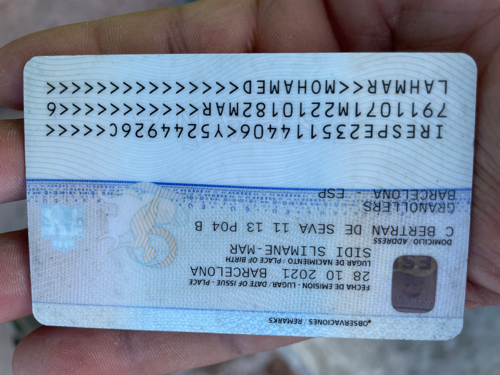 *OBSERVACIONES / REMARKS
FECHA DE EMISION - LUGAR / DATE OF ISSUE - PLACE
28 10 2021 BARCELONA
LUGAR DE NACIMIENTO / PLACE OF BIRTH
SIDI SLIMANE-MAR
DOMICILIO / ADDRESS
C BERTRAN DE SEVA 11 13 P04 B
GRANOLLERS
BARCELONA ESP
IRESPE2351114406<Y5244926C<<<<
7911071M2210182MAR<<<<<<<<<<<6
LAHMAR<<MOHAMED<<<<<<<<<<<<<<<